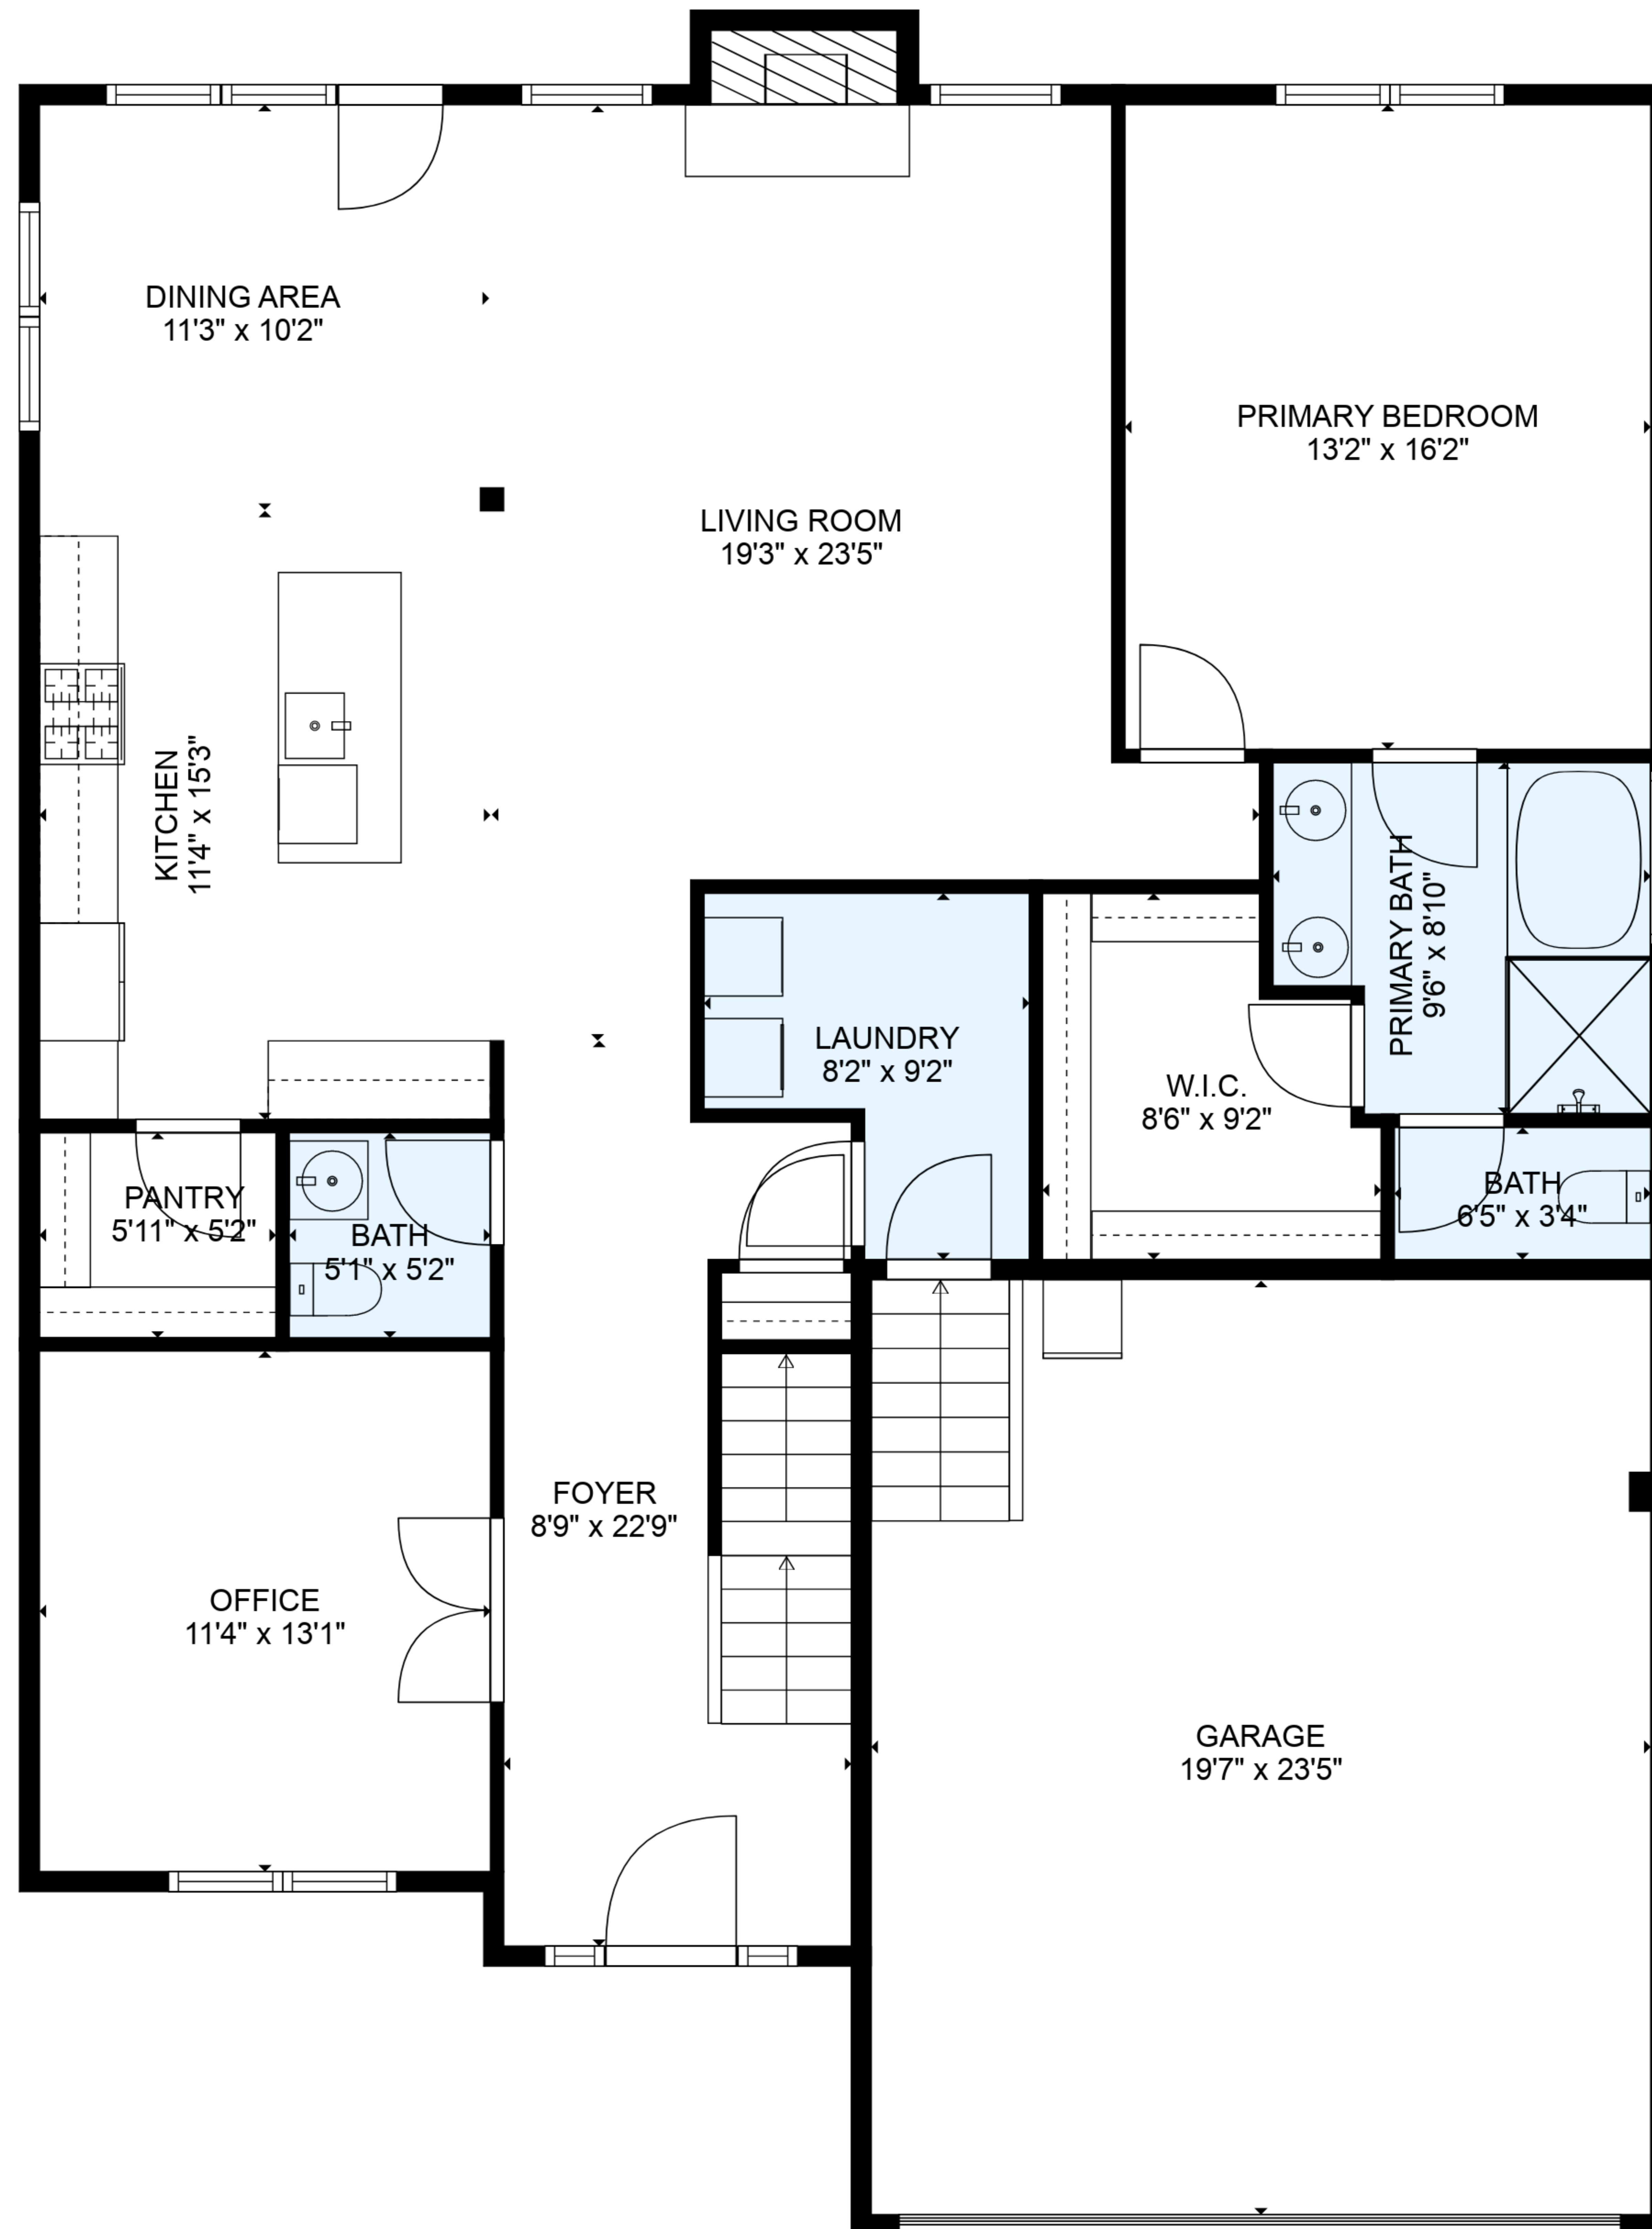 DINING AREA
11'3" x 10'2"
PRIMARY BEDROOM
13'2" x 16'2"
LIVING ROOM
19'3" x 23'5"
KITCHEN
11'4" x 15'3"
PRIMARY BATH
9'6" x 8'10"
LAUNDRY
8'2" x 9'2"
W.I.C.
8'6" x 9'2"
PANTRY
5'11" x 5'2"
BATH
5'1" x 5'2"
BATH
6'5" x 3'4"
FOYER
8'9" x 22'9"
OFFICE
11'4" x 13'1"
GARAGE
19'7" x 23'5"